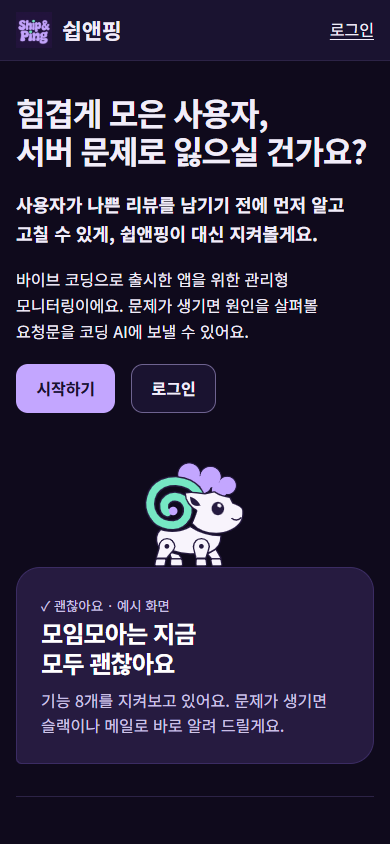 Ship&
Ping
쉽앤핑
로그인
힘겹게 모은 사용자,
서버 문제로 잃으실 건가요?
사용자가 나쁜 리뷰를 남기기 전에 먼저 알고
고칠 수 있게, 쉽앤핑이 대신 지켜볼게요.
바이브 코딩으로 출시한 앱을 위한 관리형
모니터링이에요. 문제가 생기면 원인을 살펴볼
요청문을 코딩 AI에 보낼 수 있어요.
시작하기
로그인
✓ 괜찮아요 · 예시 화면
모임모아는 지금
모두 괜찮아요
기능 8개를 지켜보고 있어요. 문제가 생기면
슬랙이나 메일로 바로 알려 드릴게요.